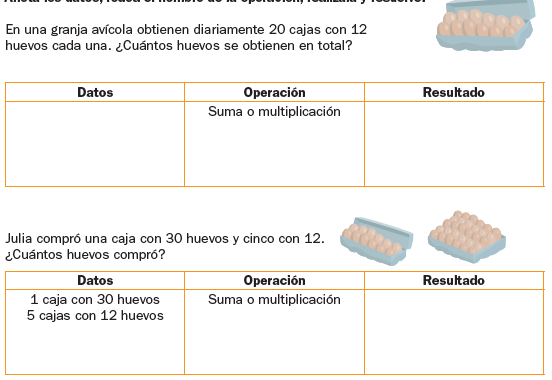 Anota los datos, rodea el nombre de la operación, realízala y resuelve.
En una granja avícola obtienen diariamente 20 cajas con 12
huevos cada una. ¿Cuántos huevos se obtienen en total?
Datos Operación Resultado
Suma o multiplicación
Julia compró una caja con 30 huevos y cinco con 12.
¿Cuántos huevos compró?
Datos Operación Resultado
1 caja con 30 huevos Suma o multiplicación
5 cajas con 12 huevos